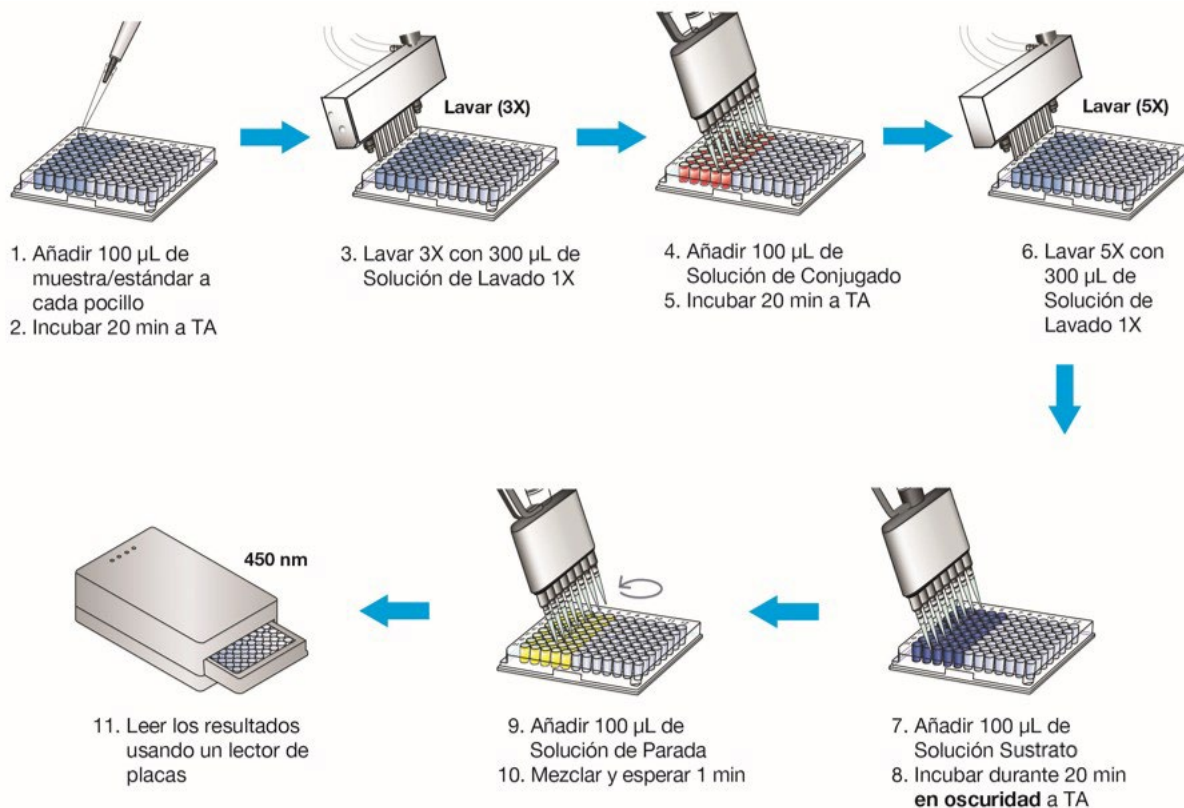 Lavar (3X)
Lavar (5X)
1. Añadir 100 µL de
muestra/estándar a
cada pocillo
2. Incubar 20 min a TA
3. Lavar 3X con 300 µL de
Solución de Lavado 1X
4. Añadir 100 µL de
Solución de Conjugado
5. Incubar 20 min a TA
6. Lavar 5X con
300 µL de
Solución de
Lavado 1X
450 nm
11. Leer los resultados
usando un lector de
placas
9. Añadir 100 µL de
Solución de Parada
10. Mezclar y esperar 1 min
7. Añadir 100 µL de
Solución Sustrato
8. Incubar durante 20 min
en oscuridad a TA